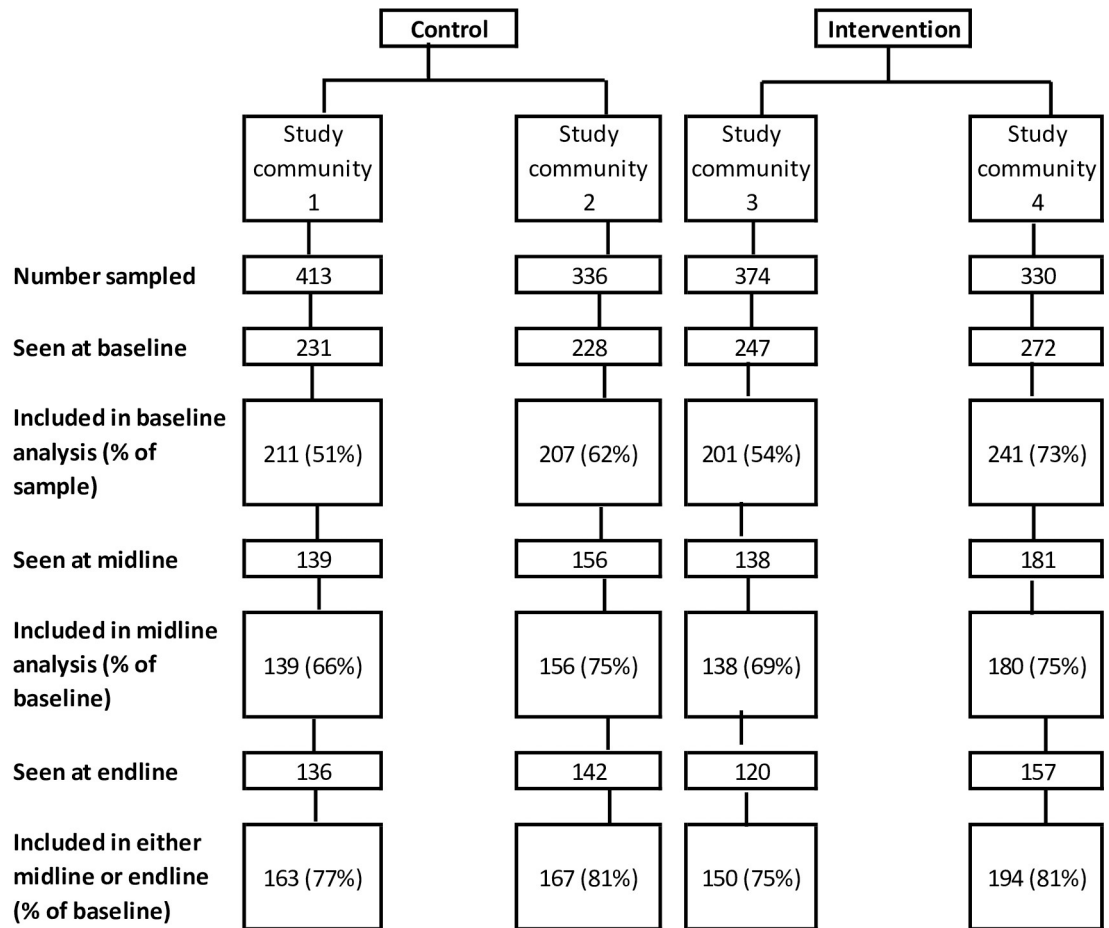 Control
Intervention
Study
community
1
Study
community
2
Study
community
3
Study
community
4
Number sampled
413
336
374
330
Seen at baseline
231
228
247
272
Included in baseline
analysis (% of
sample)
211 (51%)
207 (62%)
201 (54%)
241 (73%)
Seen at midline
139
156
138
181
Included in midline
analysis (% of
baseline)
139 (66%)
156 (75%)
138 (69%)
180 (75%)
Seen at endline
136
142
120
157
Included in either
midline or endline
(% of baseline)
163 (77%)
167 (81%)
150 (75%)
194 (81%)